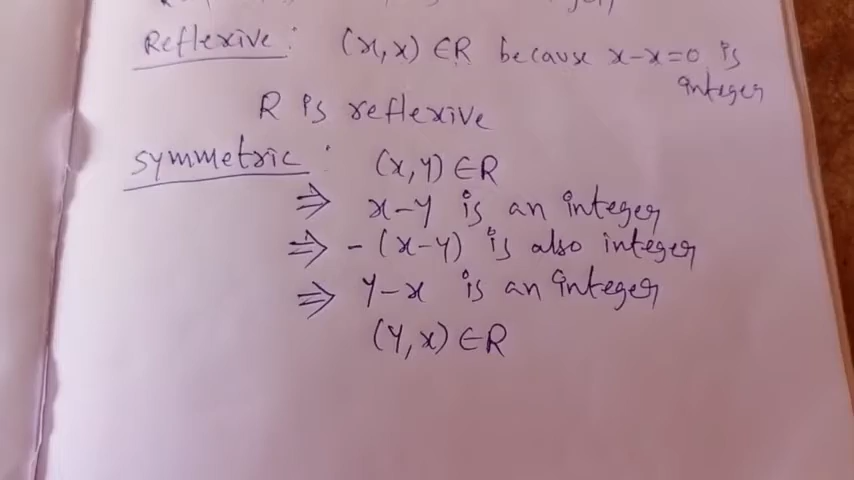 Reflexive: (x,x) ∈R because x-x=0 is
integer
R is reflexive
symmetric: (x,y) ∈R
⇒ x-y is an integer
⇒ -(x-y) is also integer
⇒ y-x is an integer
(y,x) ∈R